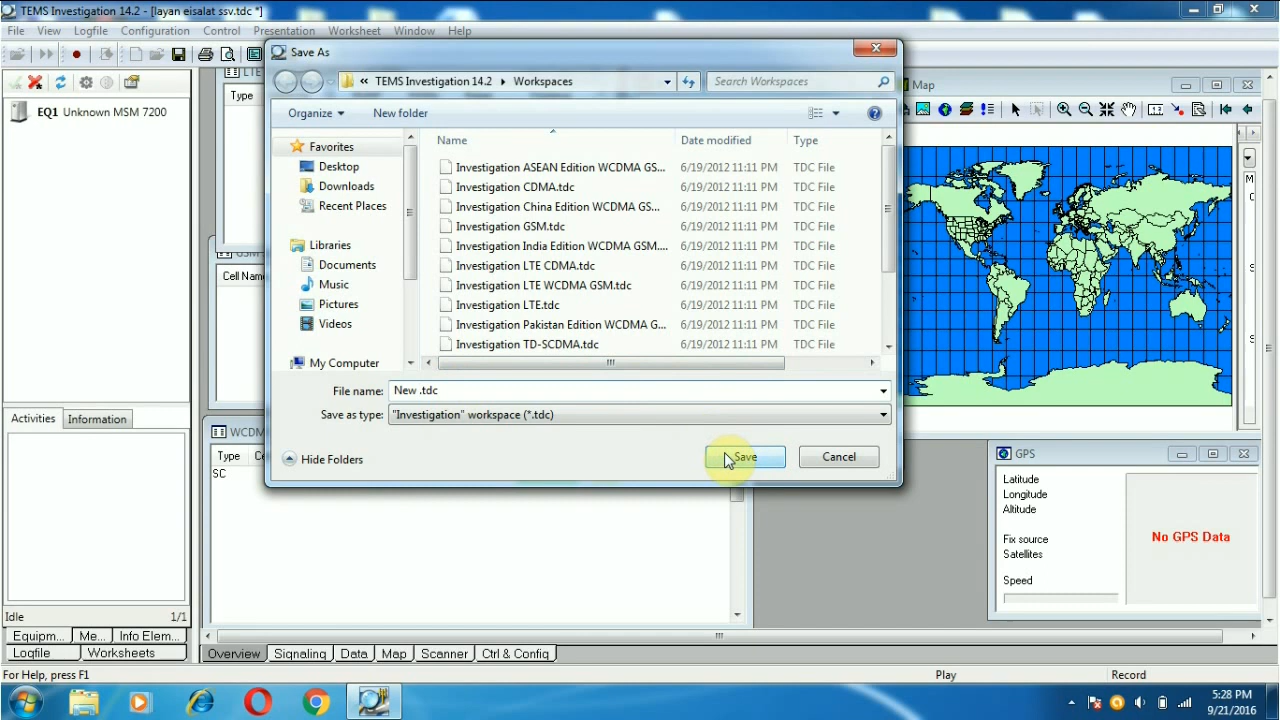 TEMS Investigation 14.2 - [layan eisalat ssv.tdc *]
File View Logfile Configuration Control Presentation Worksheet Window Help
EQ1 Unknown MSM 7200
Activities Information
Idle 1/1
Equipm... Me... Info Elem...
Logfile Worksheets
LTE
Type
Cell Name
WCDM
Type
SC
Save As
« TEMS Investigation 14.2 Workspaces
Search Workspaces
Organize New folder
Favorites
Desktop
Downloads
Recent Places
Libraries
Documents
Music
Pictures
Videos
My Computer
Name Date modified Type
Investigation ASEAN Edition WCDMA GS... 6/19/2012 11:11 PM TDC File
Investigation CDMA.tdc 6/19/2012 11:11 PM TDC File
Investigation China Edition WCDMA GS... 6/19/2012 11:11 PM TDC File
Investigation GSM.tdc 6/19/2012 11:11 PM TDC File
Investigation India Edition WCDMA GSM.... 6/19/2012 11:11 PM TDC File
Investigation LTE CDMA.tdc 6/19/2012 11:11 PM TDC File
Investigation LTE WCDMA GSM.tdc 6/19/2012 11:11 PM TDC File
Investigation LTE.tdc 6/19/2012 11:11 PM TDC File
Investigation Pakistan Edition WCDMA G... 6/19/2012 11:11 PM TDC File
Investigation TD-SCDMA.tdc 6/19/2012 11:11 PM TDC File
File name: New .tdc
Save as type: "Investigation" workspace (*.tdc)
Hide Folders
Save Cancel
Map
GPS
Latitude
Longitude
Altitude
Fix source
Satellites
Speed
No GPS Data
Overview Signaling Data Map Scanner Ctrl & Config
For Help, press F1
Play Record
5:28 PM
9/21/2016